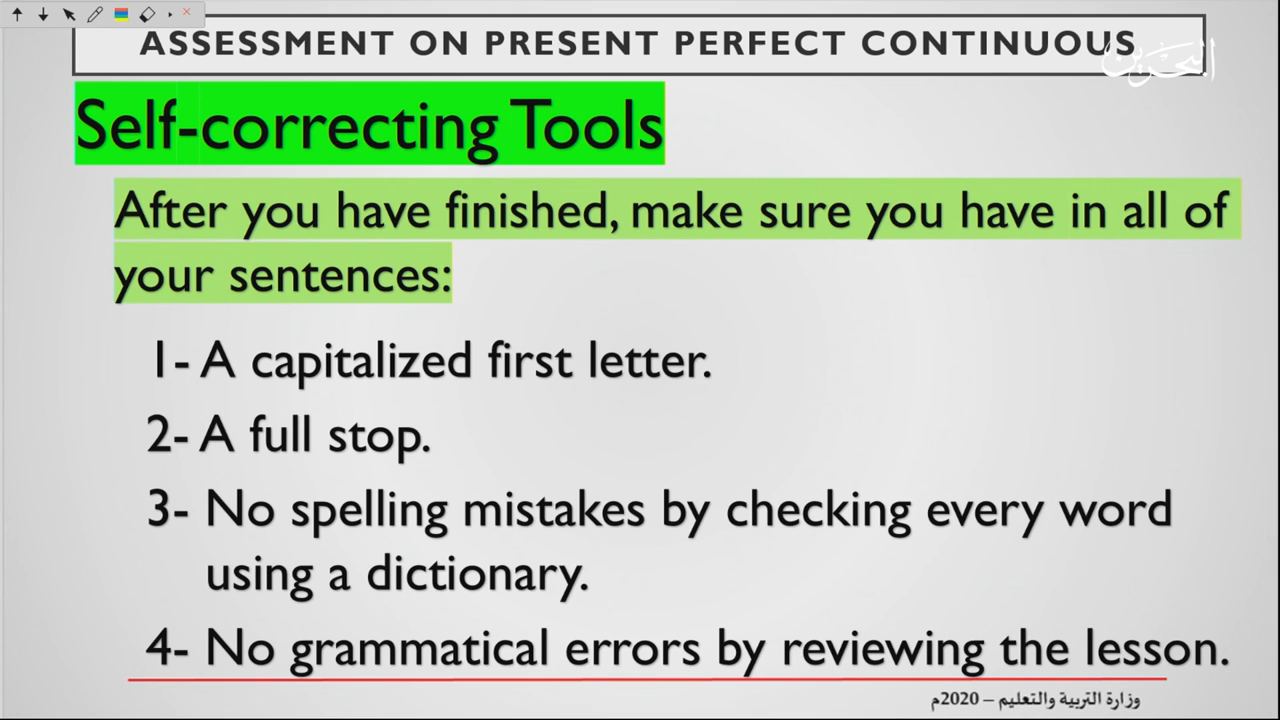 ASSESSMENT ON PRESENT PERFECT CONTINUOUS
البحرين
Self-correcting Tools
After you have finished, make sure you have in all of
your sentences:
1- A capitalized first letter.
2- A full stop.
3- No spelling mistakes by checking every word
using a dictionary.
4- No grammatical errors by reviewing the lesson.
وزارة التربية والتعليم – 2020م